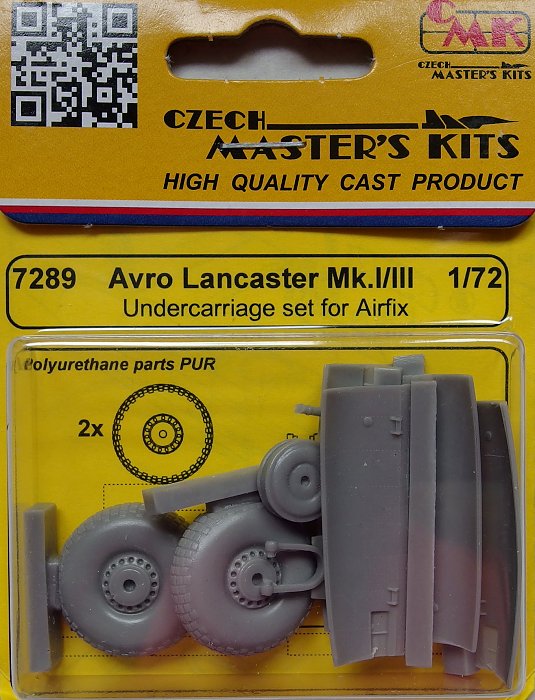 CMK
CZECH
MASTER'S KITS
CZECH
MASTER'S KITS
HIGH QUALITY CAST PRODUCT
7289 Avro Lancaster Mk.I/III 1/72
Undercarriage set for Airfix
Polyurethane parts PUR
2x